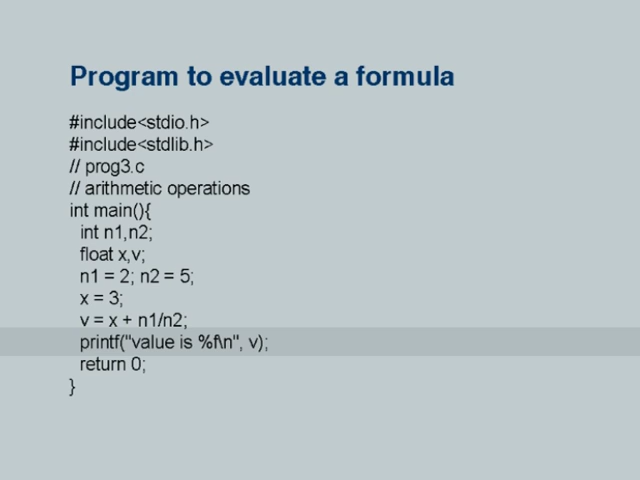 Program to evaluate a formula
#include<stdio.h>
#include<stdlib.h>
// prog3.c
// arithmetic operations
int main(){
int n1,n2;
float x,v;
n1 = 2; n2 = 5;
x = 3;
v = x + n1/n2;
printf("value is %f\n", v);
return 0;
}